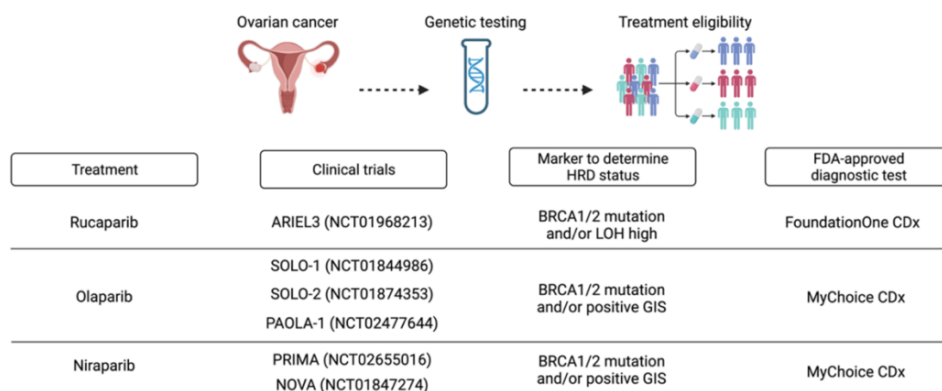 Ovarian cancer
Genetic testing
Treatment eligibility
Treatment
Clinical trials
Marker to determine
HRD status
FDA-approved
diagnostic test
Rucaparib
ARIEL3 (NCT01968213)
BRCA1/2 mutation
and/or LOH high
FoundationOne CDx
Olaparib
SOLO-1 (NCT01844986)
SOLO-2 (NCT01874353)
PAOLA-1 (NCT02477644)
BRCA1/2 mutation
and/or positive GIS
MyChoice CDx
Niraparib
PRIMA (NCT02655016)
NOVA (NCT01847274)
BRCA1/2 mutation
and/or positive GIS
MyChoice CDx